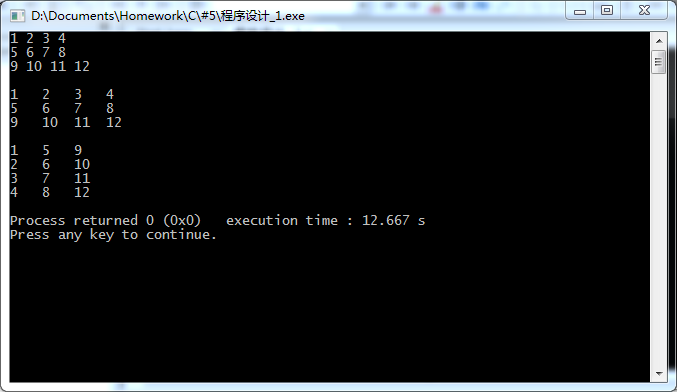 D:\Documents\Homework\C\#5\程序设计_1.exe
1 2 3 4
5 6 7 8
9 10 11 12
1 2 3 4
5 6 7 8
9 10 11 12
1 5 9
2 6 10
3 7 11
4 8 12
Process returned 0 (0x0) execution time : 12.667 s
Press any key to continue.